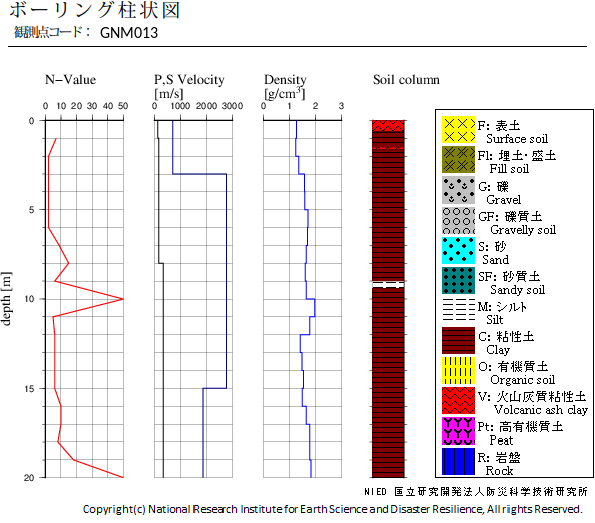 ボーリング柱状図
観測点コード： GNM013
N-Value
P,S Velocity
[m/s]
Density
[g/cm³]
Soil column
0 10 20 30 40 50
0 1000 2000 3000
0 1 2 3
0
5
10
15
20
depth [m]
F: 表土
Surface soil
Fl: 埋土・盛土
Fill soil
G: 礫
Gravel
GF: 礫質土
Gravelly soil
S: 砂
Sand
SF: 砂質土
Sandy soil
M: シルト
Silt
C: 粘性土
Clay
O: 有機質土
Organic soil
V: 火山灰質粘性土
Volcanic ash clay
Pt: 高有機質土
Peat
R: 岩盤
Rock
NIED 国立研究開発法人防災科学技術研究所
Copyright(c) National Research Institute for Earth Science and Disaster Resilience, All rights Reserved.